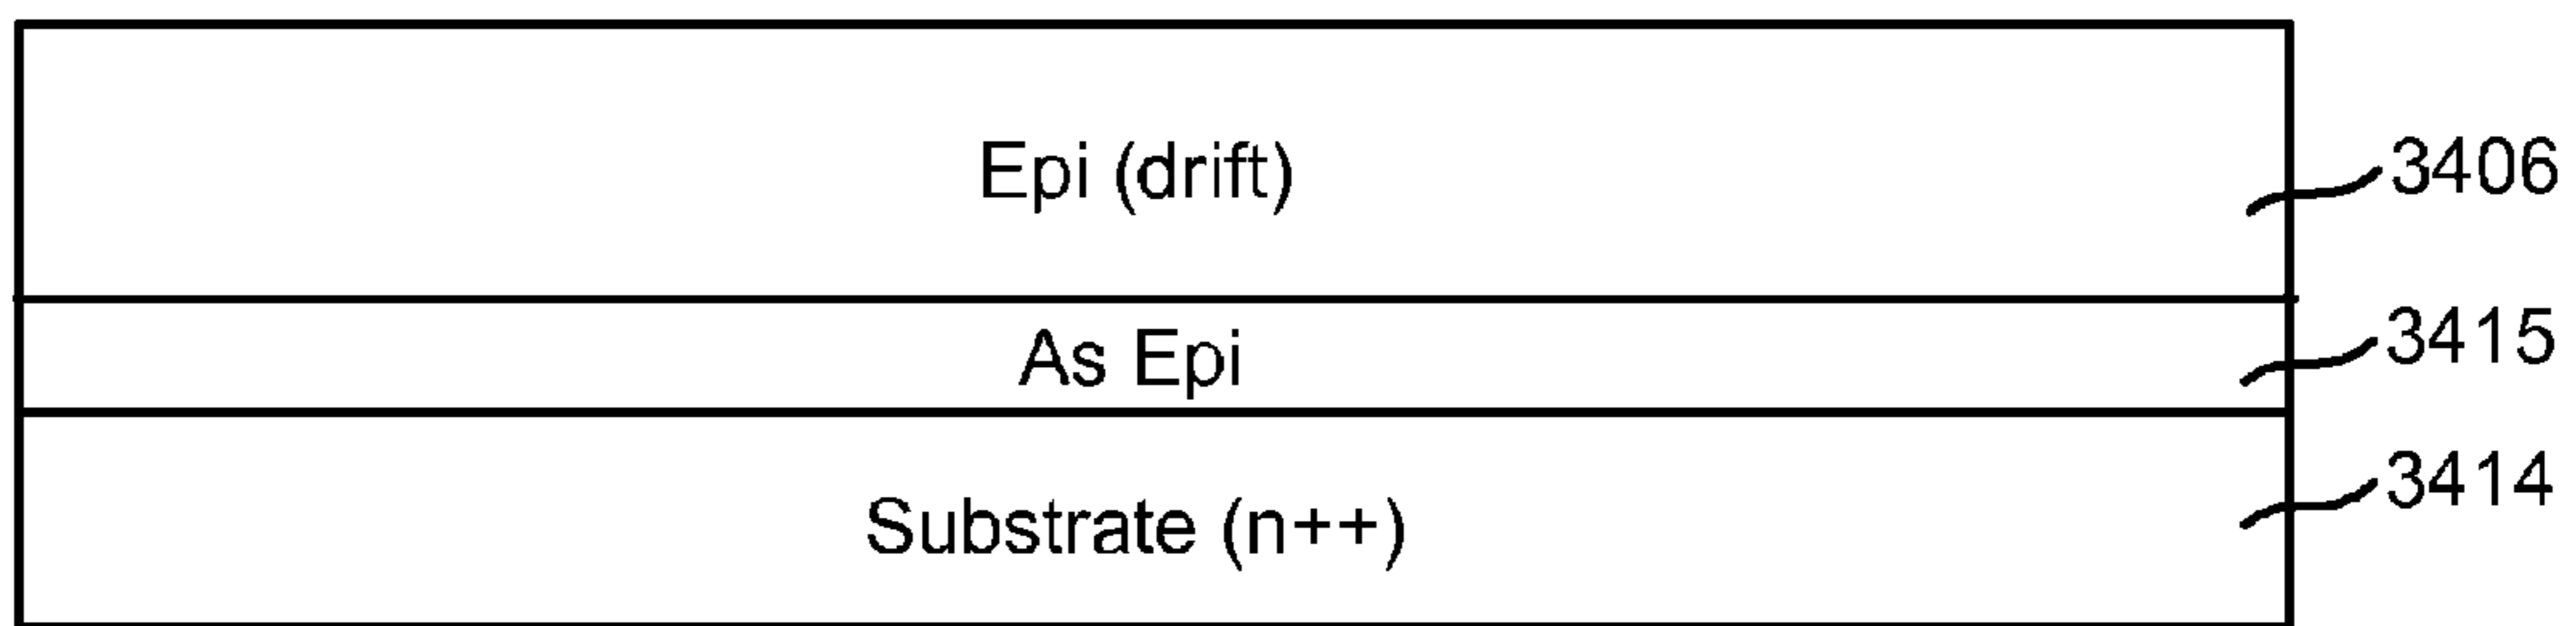 Epi (drift)
3406
As Epi
3415
Substrate (n++)
3414